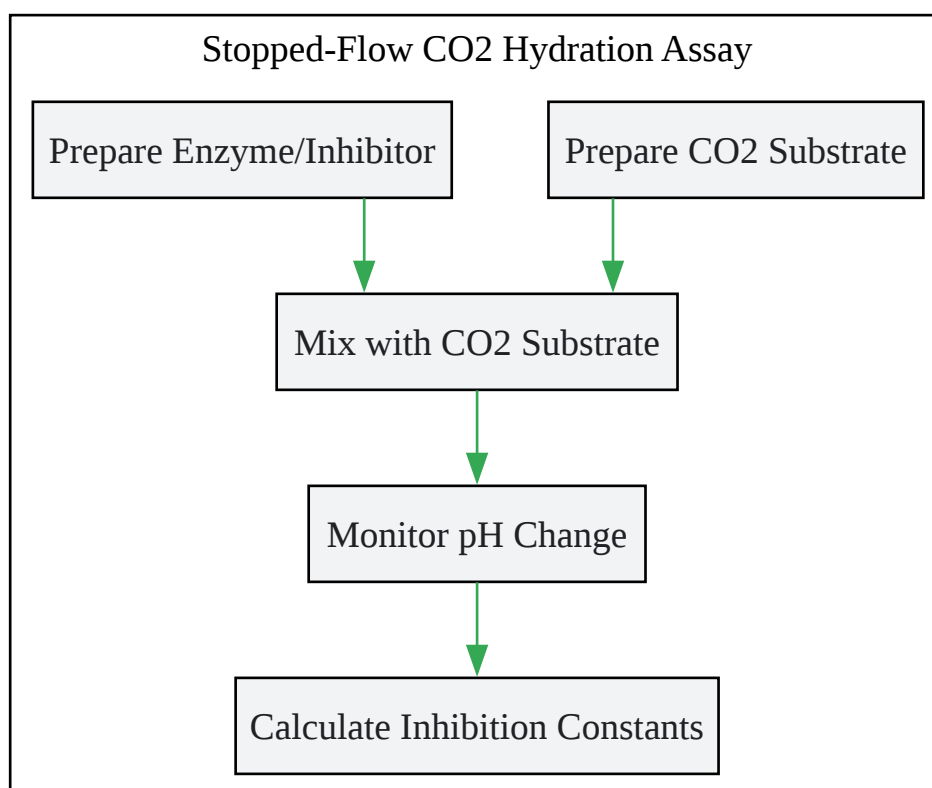 Stopped-Flow CO2 Hydration Assay
Prepare Enzyme/Inhibitor
Prepare CO2 Substrate
Mix with CO2 Substrate
Monitor pH Change
Calculate Inhibition Constants